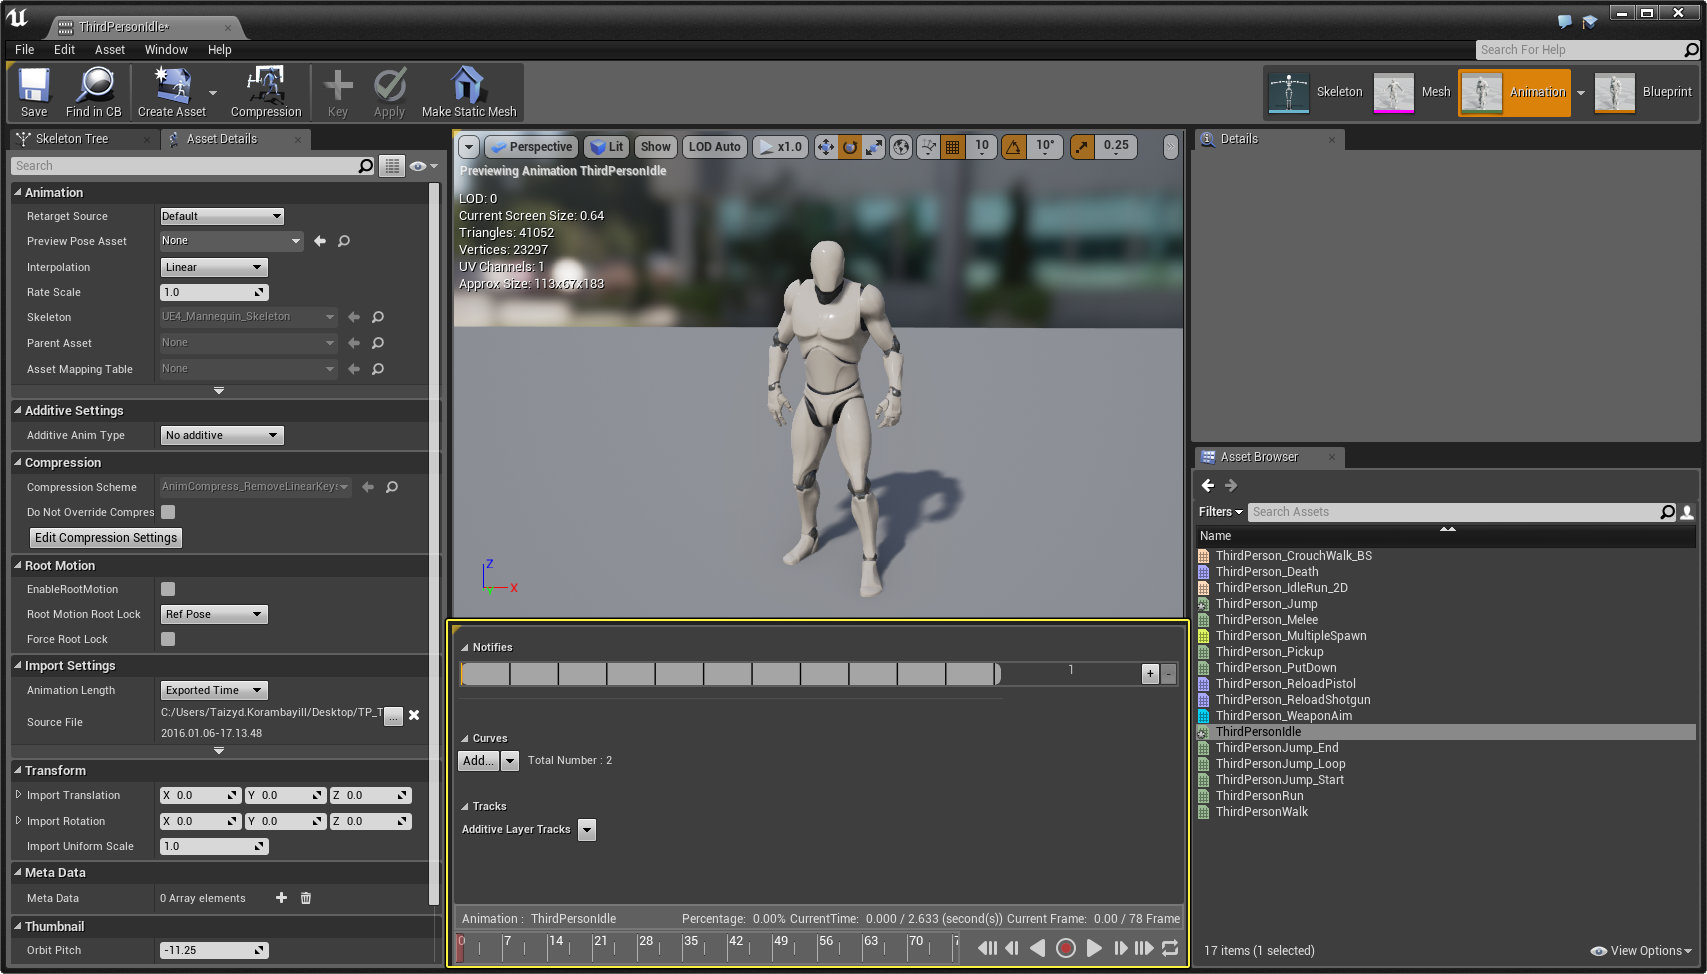 ThirdPersonIdle*
File Edit Asset Window Help
Search For Help
Save
Find in CB
Create Asset
Compression
Key
Apply
Make Static Mesh
Skeleton
Mesh
Animation
Blueprint
Skeleton Tree
Asset Details
Search
Animation
Retarget Source Default
Preview Pose Asset None
Interpolation Linear
Rate Scale 1.0
Skeleton UE4_Mannequin_Skeleton
Parent Asset None
Asset Mapping Table None
Additive Settings
Additive Anim Type No additive
Compression
Compression Scheme AnimCompress_RemoveLinearKeys
Do Not Override Compres
Edit Compression Settings
Root Motion
EnableRootMotion
Root Motion Root Lock Ref Pose
Force Root Lock
Import Settings
Animation Length Exported Time
Source File C:/Users/Taizyd.Korambayill/Desktop/TP_T ...
2016.01.06-17.13.48
Transform
Import Translation X 0.0 Y 0.0 Z 0.0
Import Rotation X 0.0 Y 0.0 Z 0.0
Import Uniform Scale 1.0
Meta Data
Meta Data 0 Array elements
Thumbnail
Orbit Pitch -11.25
Perspective Lit Show LOD Auto x1.0 10 10° 0.25
Previewing Animation ThirdPersonIdle
LOD: 0
Current Screen Size: 0.64
Triangles: 41052
Vertices: 23297
UV Channels: 1
Approx Size: 113x67x183
Z
Y X
Notifies
1 + -
Curves
Add... Total Number : 2
Tracks
Additive Layer Tracks
Animation : ThirdPersonIdle Percentage: 0.00% CurrentTime: 0.000 / 2.633 (second(s)) Current Frame: 0.00 / 78 Frame
0 7 14 21 28 35 42 49 56 63 70 7
Details
Asset Browser
Filters Search Assets
Name
ThirdPerson_CrouchWalk_BS
ThirdPerson_Death
ThirdPerson_IdleRun_2D
ThirdPerson_Jump
ThirdPerson_Melee
ThirdPerson_MultipleSpawn
ThirdPerson_Pickup
ThirdPerson_PutDown
ThirdPerson_ReloadPistol
ThirdPerson_ReloadShotgun
ThirdPerson_WeaponAim
ThirdPersonIdle
ThirdPersonJump_End
ThirdPersonJump_Loop
ThirdPersonJump_Start
ThirdPersonRun
ThirdPersonWalk
17 items (1 selected)
View Options